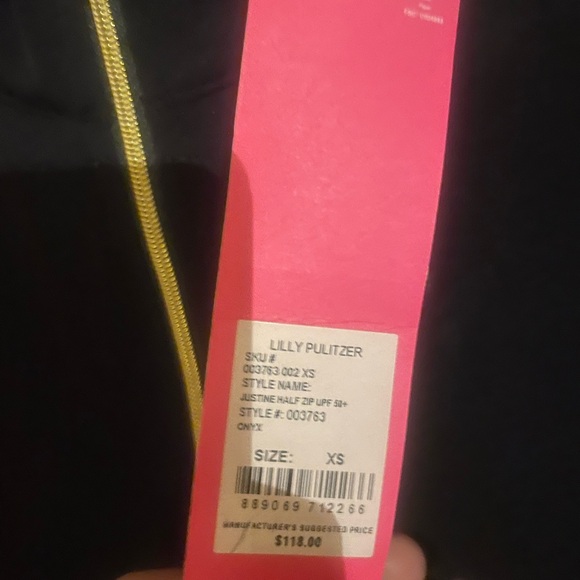 LILLY PULITZER
SKU #
003763 002 XS
STYLE NAME:
JUSTINE HALF ZIP UPF 50+
STYLE #: 003763
ONYX
SIZE: XS
889069 712266
MANUFACTURER'S SUGGESTED PRICE
$118.00